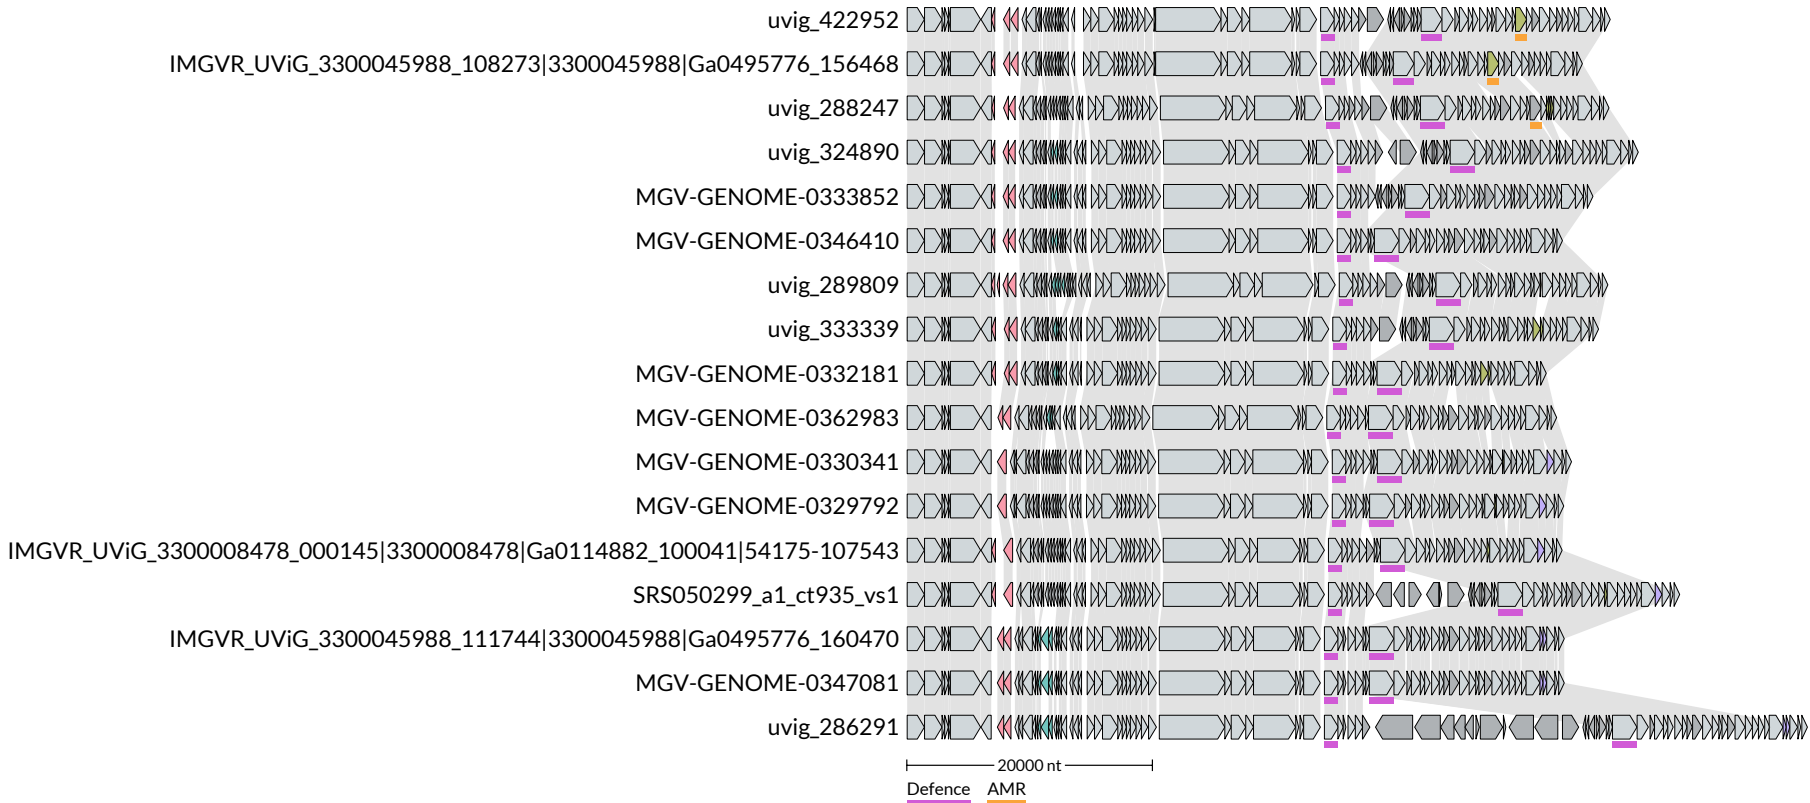 uvig_422952
IMGVR_UViG_3300045988_108273|3300045988|Ga0495776_156468
uvig_288247
uvig_324890
MGV-GENOME-0333852
MGV-GENOME-0346410
uvig_289809
uvig_333339
MGV-GENOME-0332181
MGV-GENOME-0362983
MGV-GENOME-0330341
MGV-GENOME-0329792
IMGVR_UViG_3300008478_000145|3300008478|Ga0114882_100041|54175-107543
SRS050299_a1_ct935_vs1
IMGVR_UViG_3300045988_111744|3300045988|Ga0495776_160470
MGV-GENOME-0347081
uvig_286291
20000 nt
Defence AMR